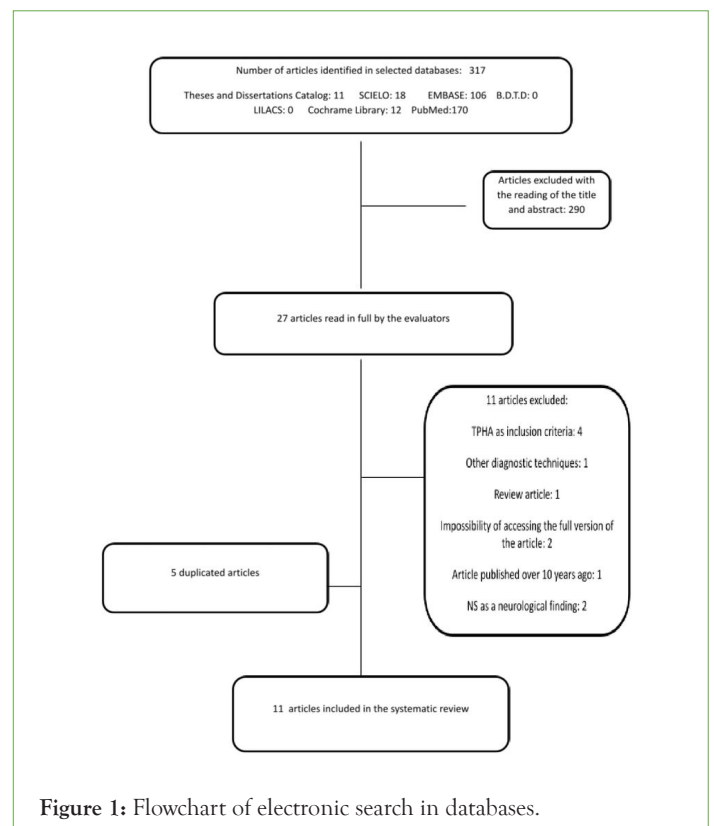 Number of articles identified in selected databases:  317
Theses and Dissertations Catalog: 11    SCIELO: 18    EMBASE: 106   B.D.T.D: 0
LILACS: 0    Cochrame Library: 12   PubMed:170
Articles excluded with
the reading of the title
and abstract: 290
27 articles read in full by the evaluators
11 articles excluded:
TPHA as inclusion criteria: 4
Other diagnostic techniques: 1
Review article: 1
Impossibility of accessing the full version of
the article: 2
Article published over 10 years ago: 1
NS as a neurological finding: 2
5 duplicated articles
11  articles included in the systematic review
Figure 1: Flowchart of electronic search in databases.